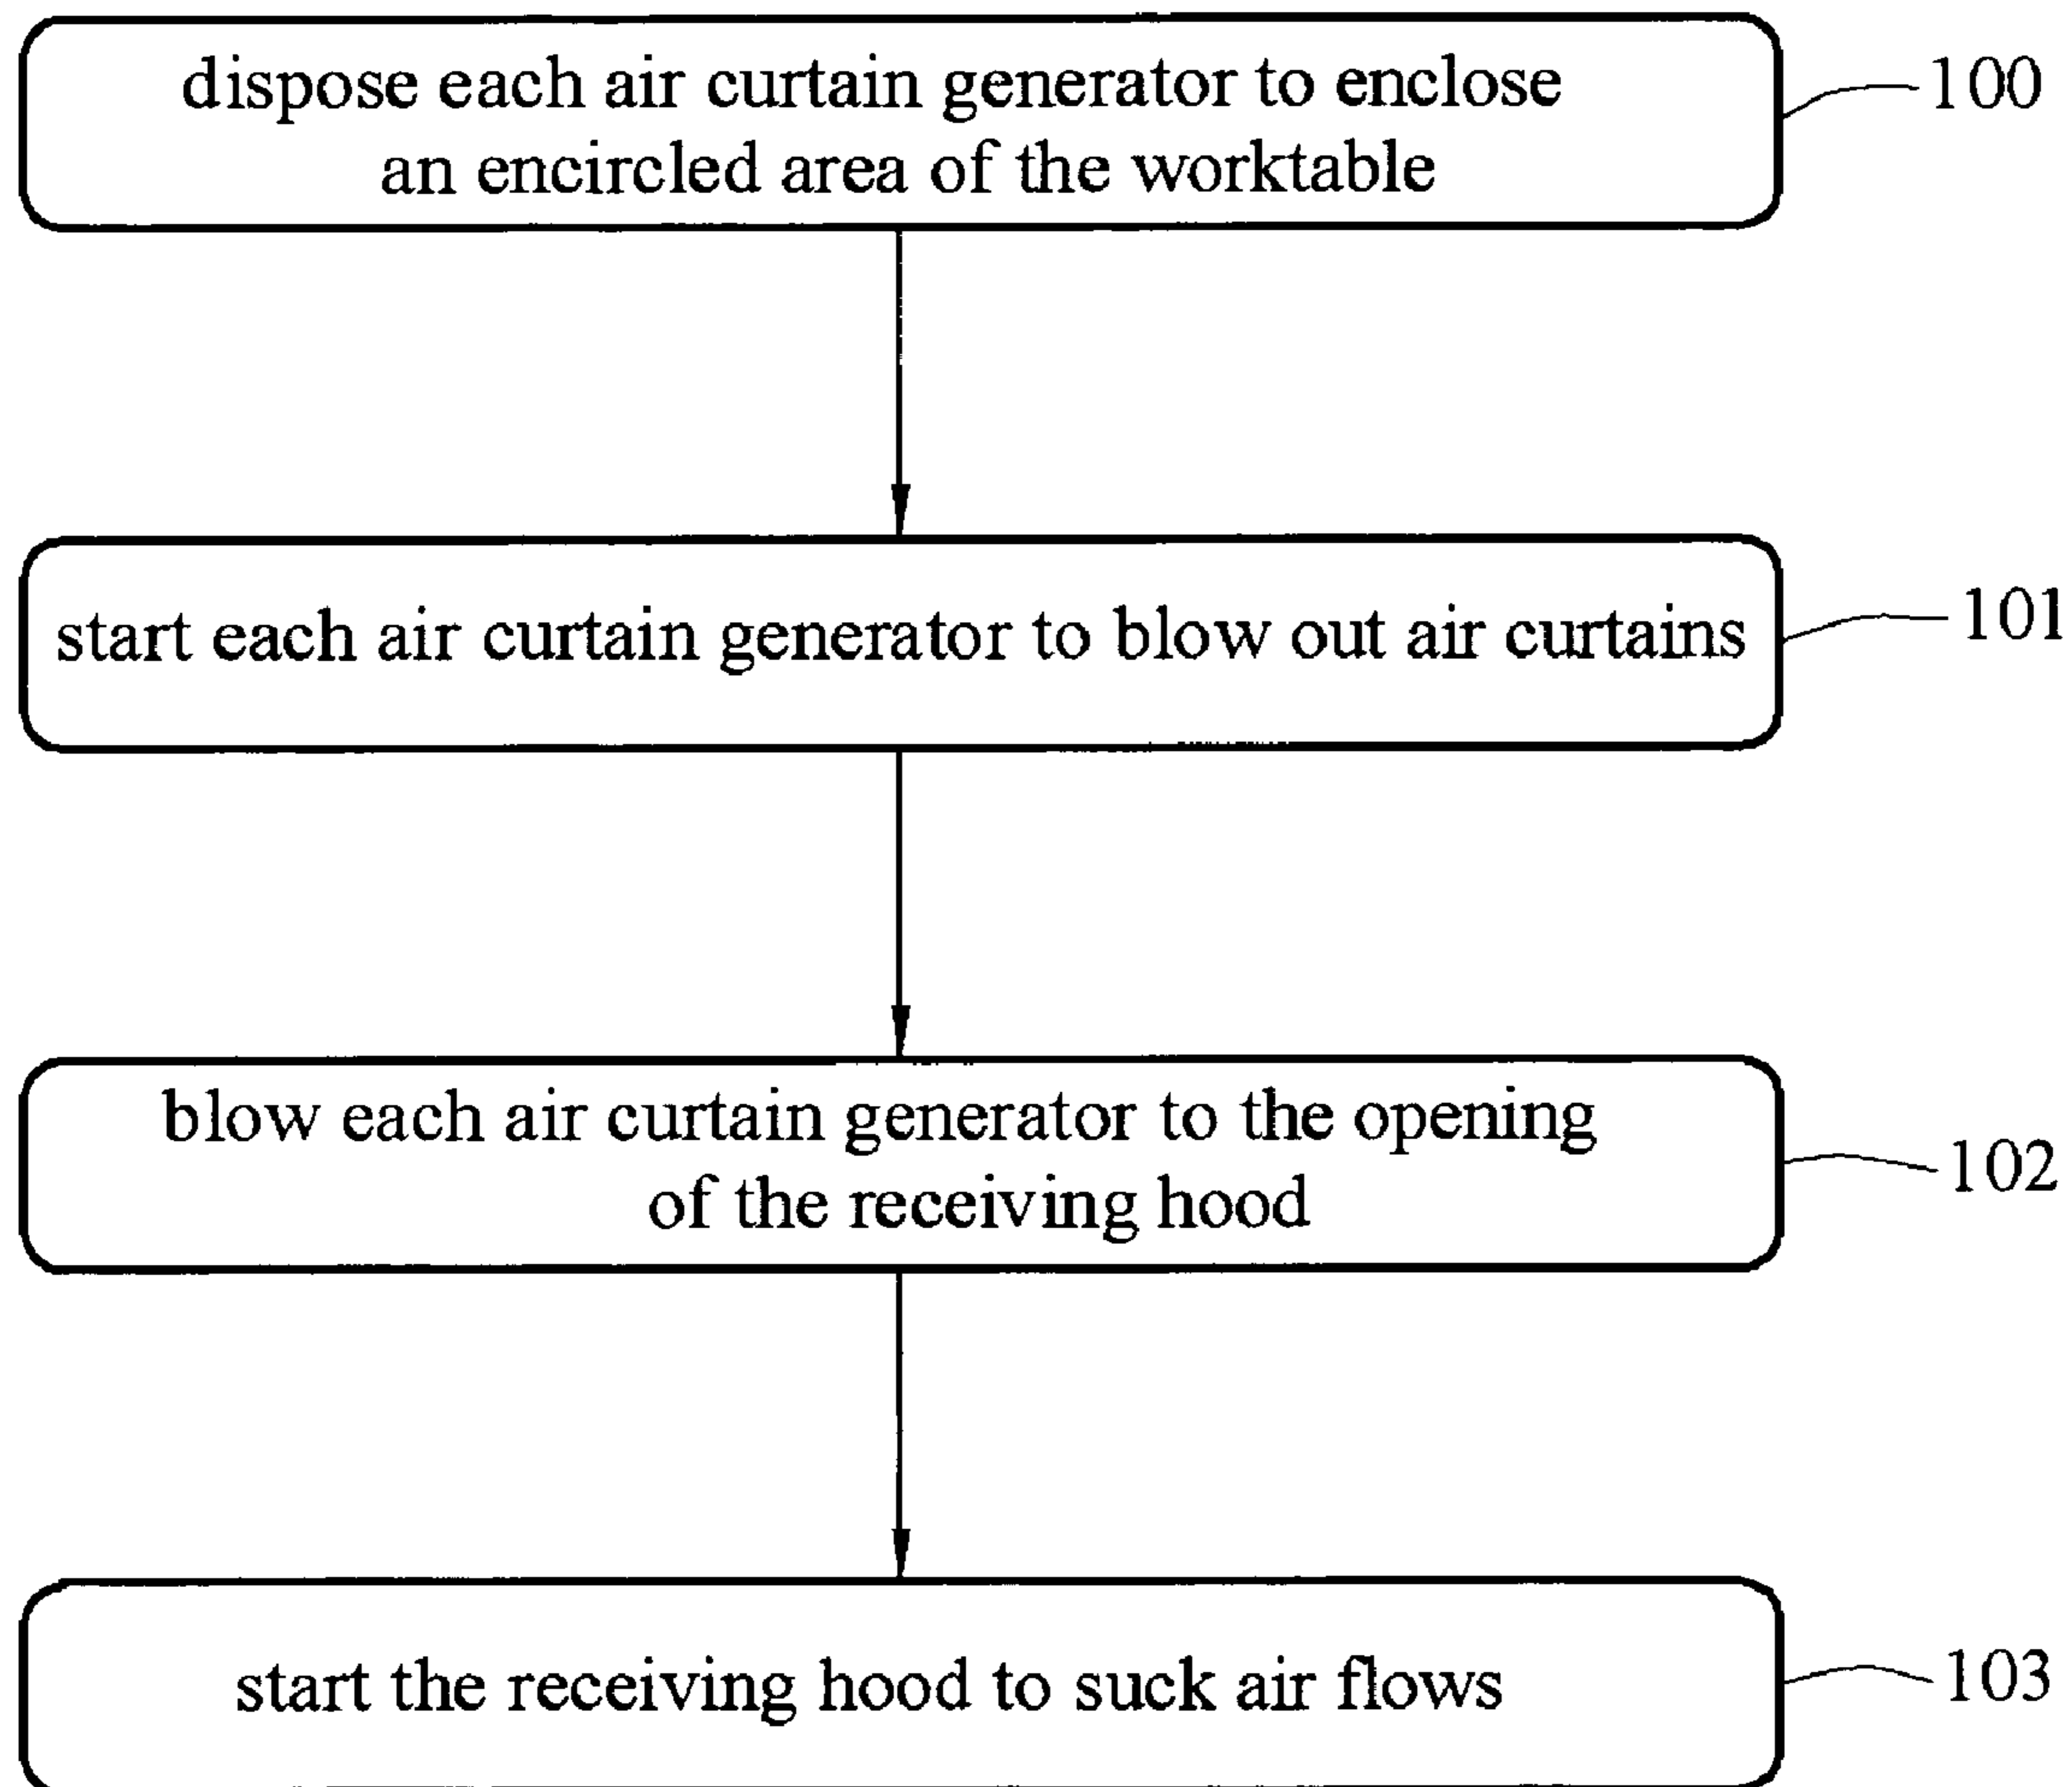 dispose each air curtain generator to enclose
an encircled area of the worktable
100
start each air curtain generator to blow out air curtains
101
blow each air curtain generator to the opening
of the receiving hood
102
start the receiving hood to suck air flows
103